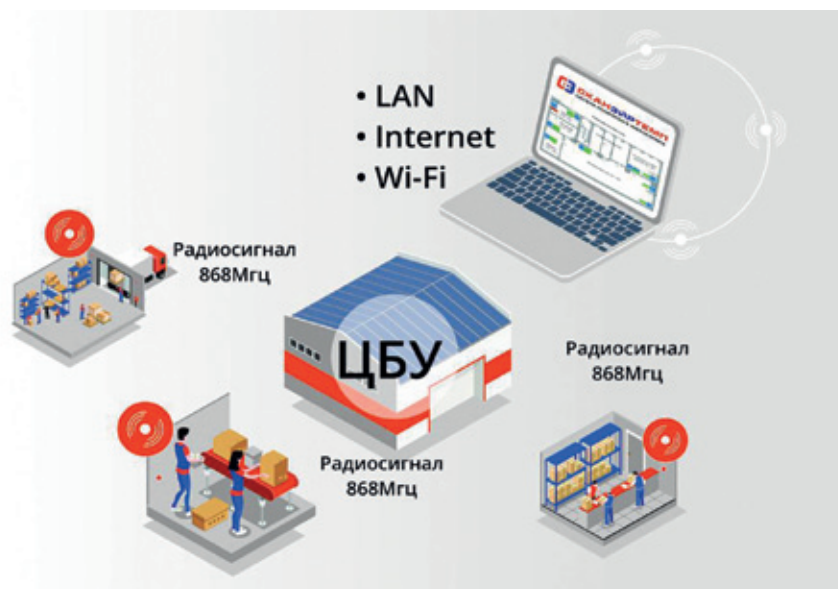 • LAN
• Internet
• Wi-Fi
Радиосигнал
868Мгц
ЦБУ
Радиосигнал
868Мгц
Радиосигнал
868Мгц